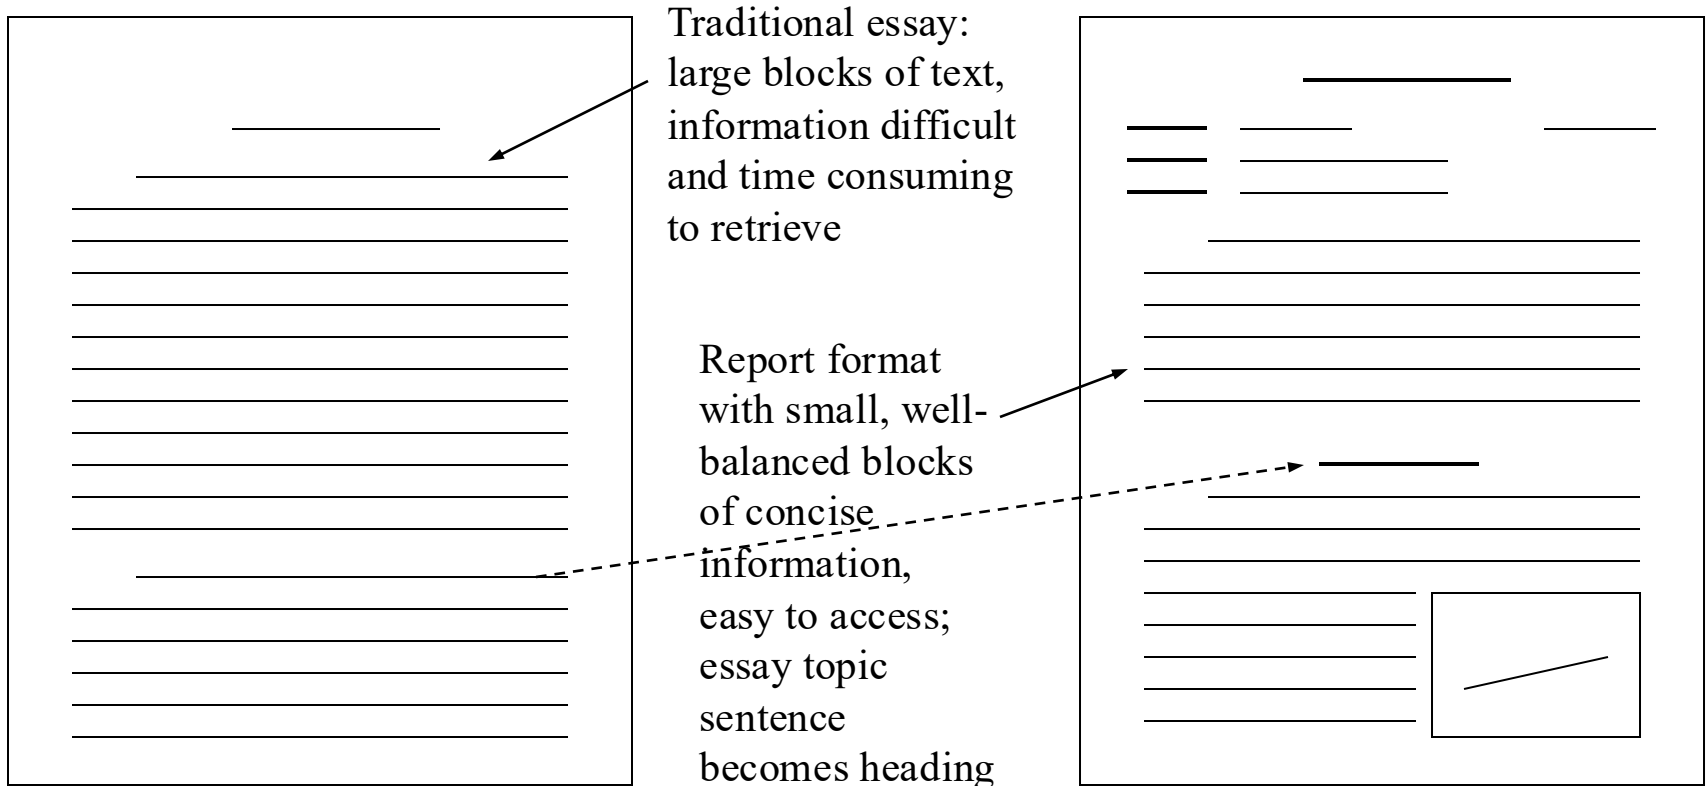 Traditional essay:
large blocks of text,
information difficult
and time consuming
to retrieve
Report format
with small, well-
balanced blocks
of concise
information,
easy to access;
essay topic
sentence
becomes heading